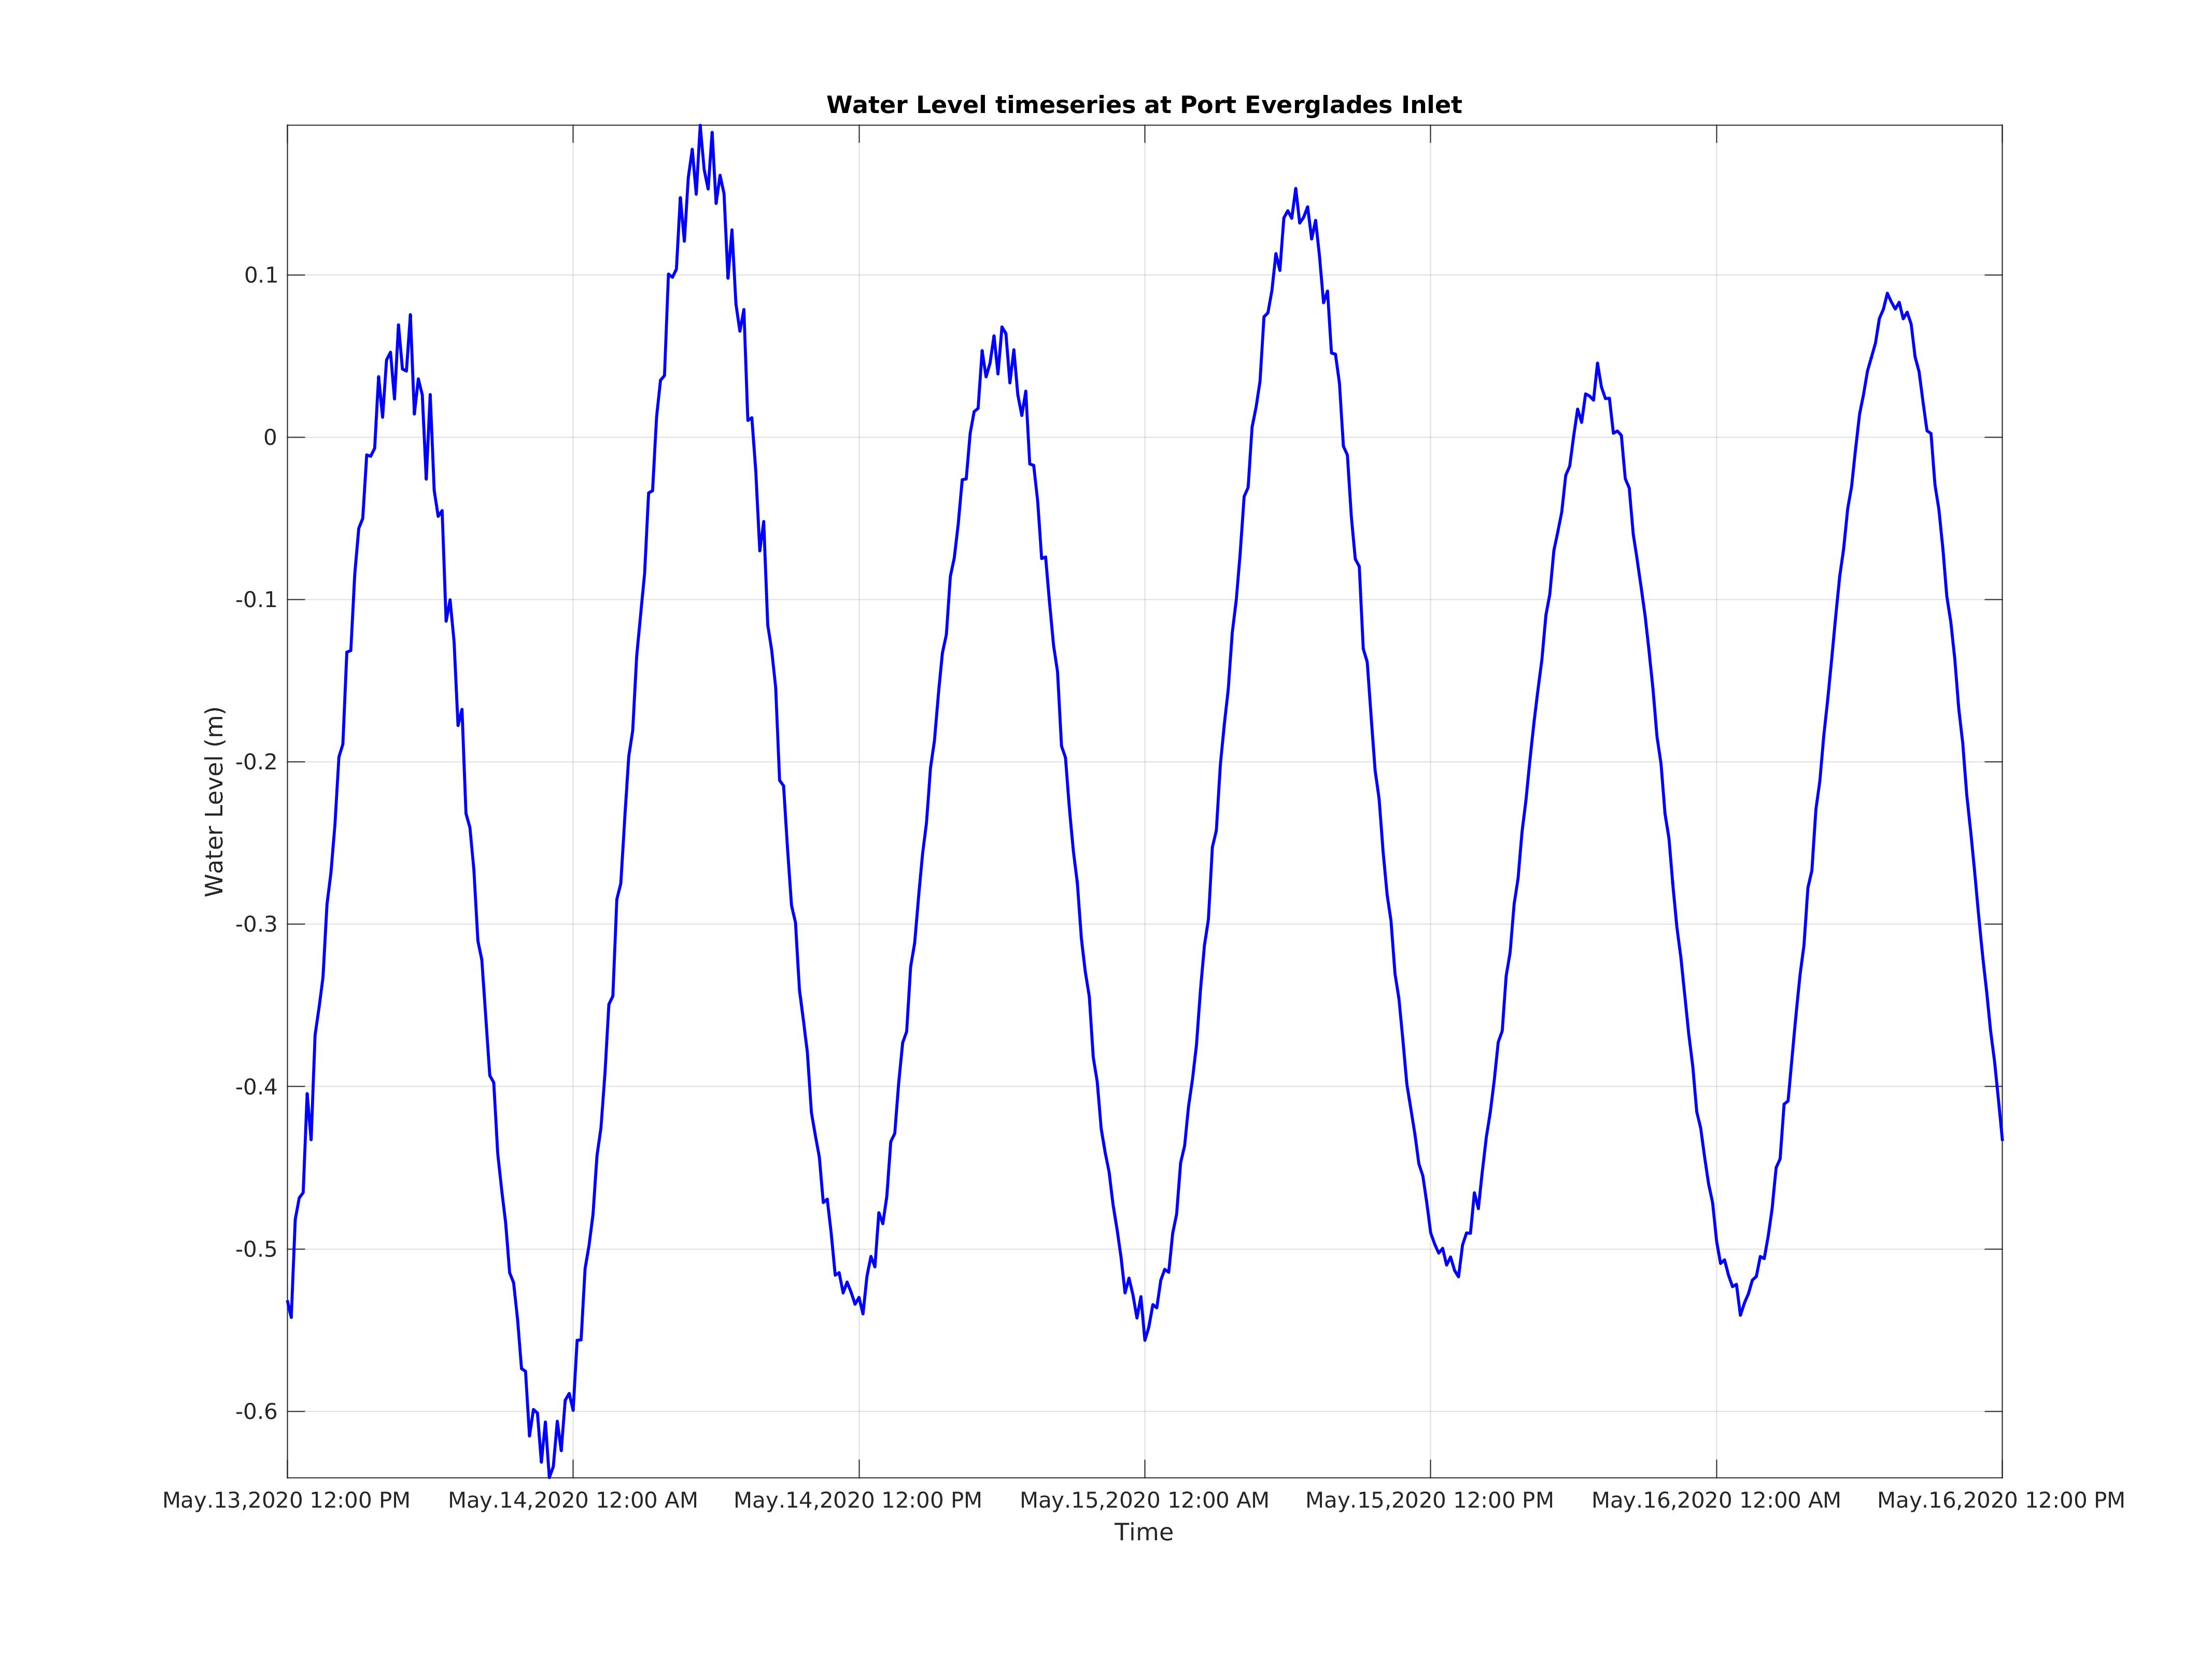 Water Level timeseries at Port Everglades Inlet
0.1
0
-0.1
-0.2
-0.3
-0.4
-0.5
-0.6
Water Level (m)
May.13,2020 12:00 PM
May.14,2020 12:00 AM
May.14,2020 12:00 PM
May.15,2020 12:00 AM
May.15,2020 12:00 PM
May.16,2020 12:00 AM
May.16,2020 12:00 PM
Time